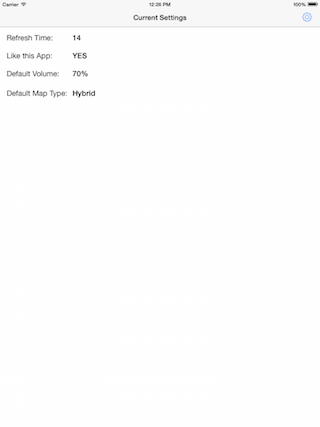 Carrier 12:26 PM 100%
Current Settings
Refresh Time: 14
Like this App: YES
Default Volume: 70%
Default Map Type: Hybrid